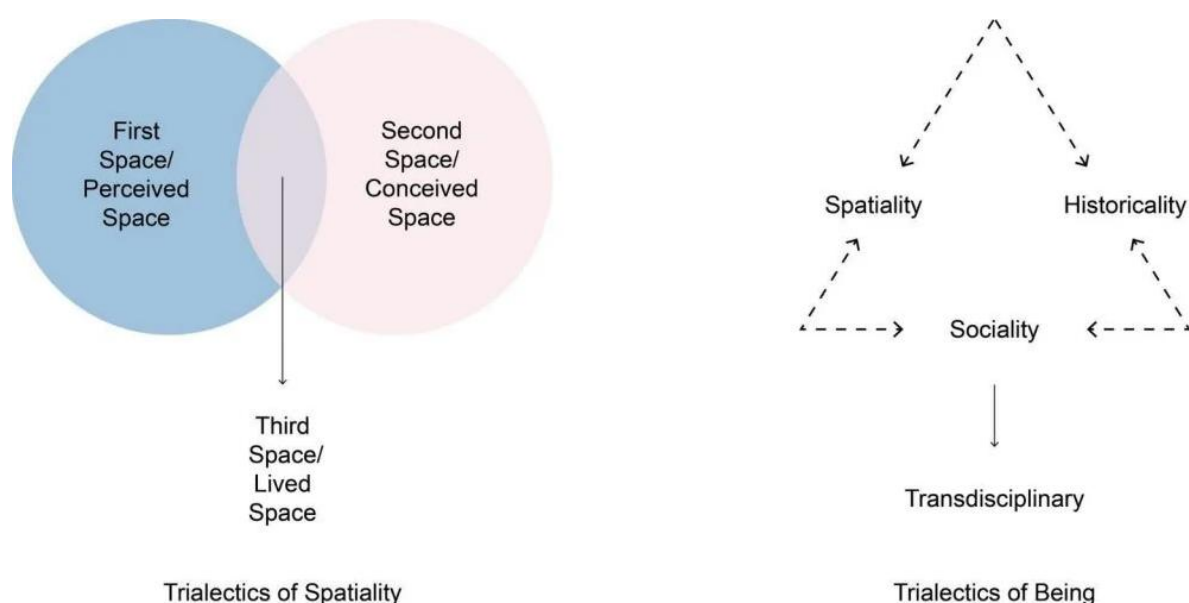 First
Space/
Perceived
Space
Second
Space/
Conceived
Space
Third
Space/
Lived
Space
Trialectics of Spatiality
Spatiality
Historicality
Sociality
Transdisciplinary
Trialectics of Being